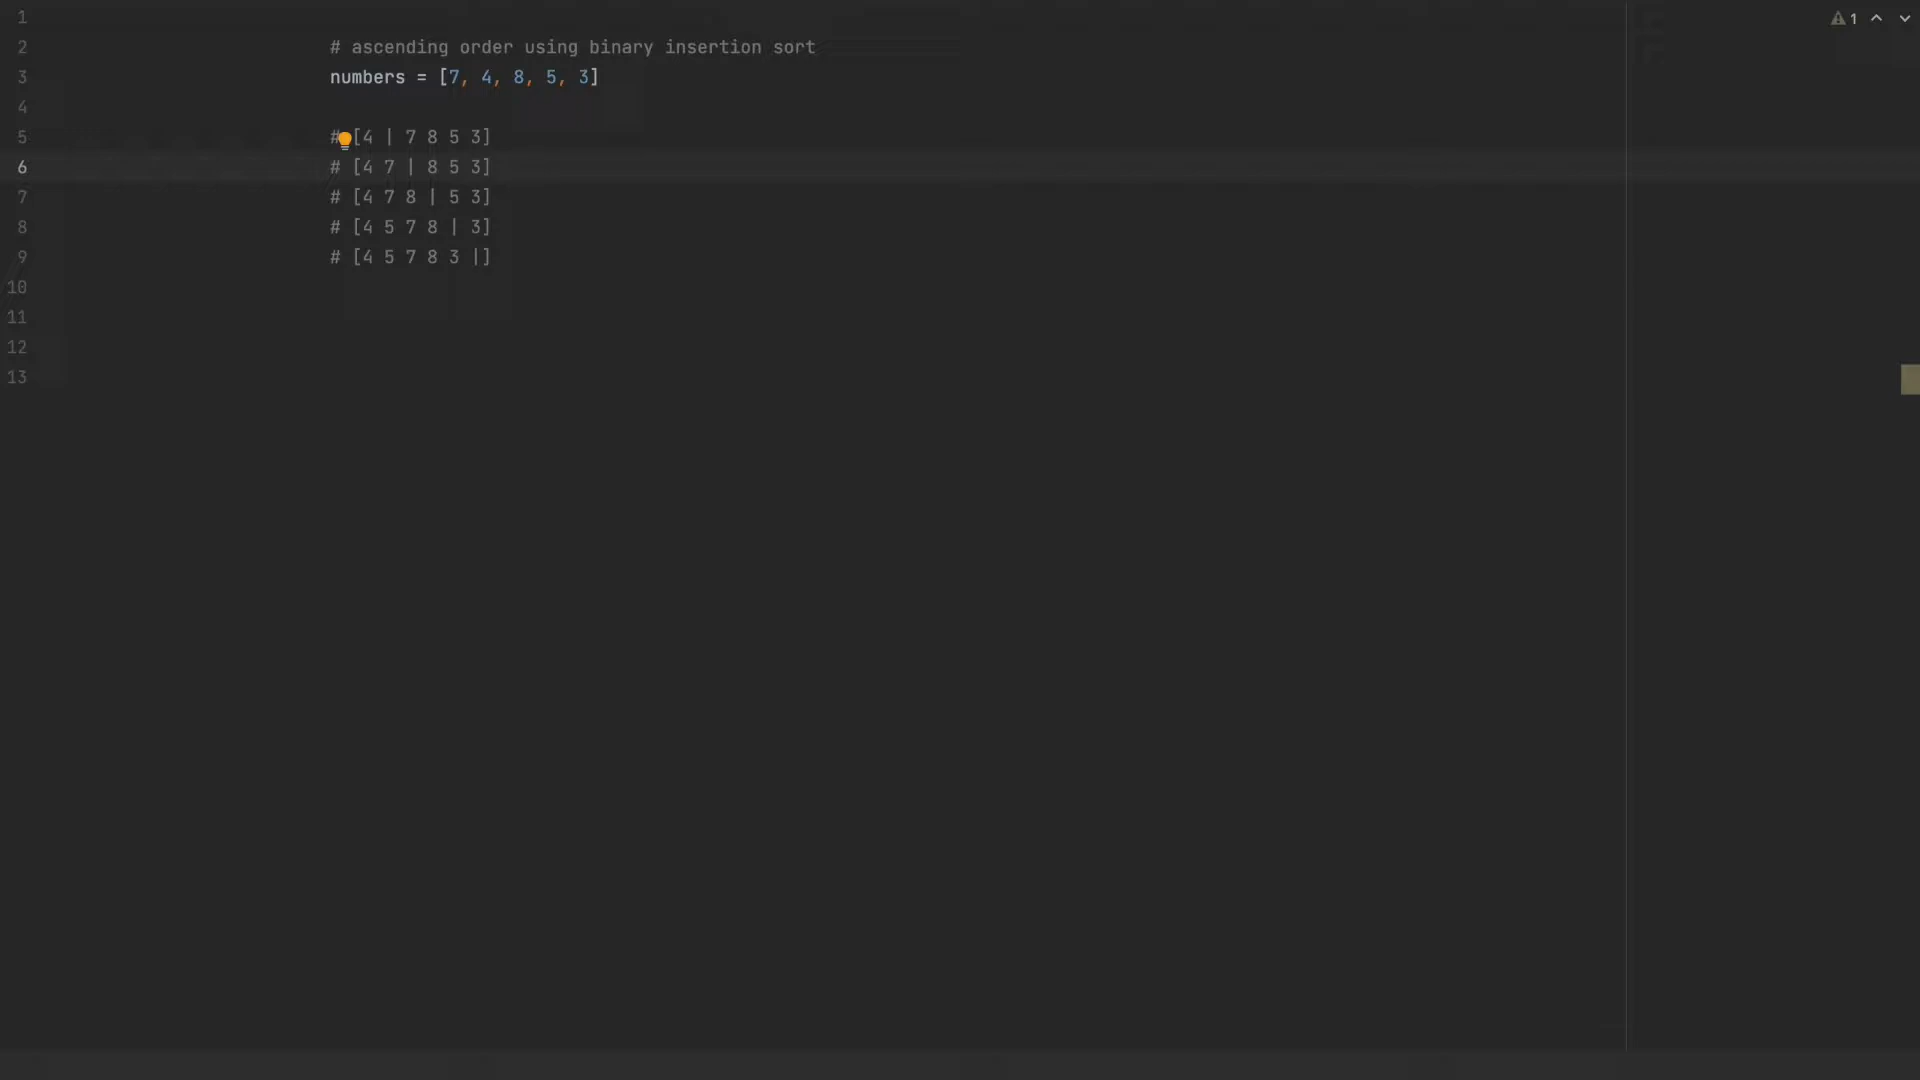 1
⚠ 1
2 # ascending order using binary insertion sort
3 numbers = [7, 4, 8, 5, 3]
4
5 # [4 | 7 8 5 3]
6 # [4 7 | 8 5 3]
7 # [4 7 8 | 5 3]
8 # [4 5 7 8 | 3]
9 # [4 5 7 8 3 |]
10
11
12
13